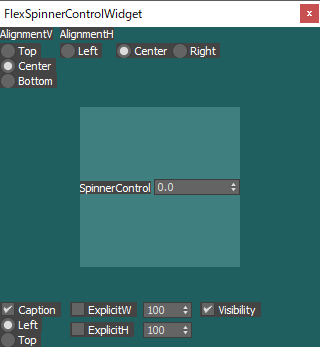 FlexSpinnerControlWidget x
AlignmentV AlignmentH
Top Left Center Right
Center
Bottom
SpinnerControl 0.0
Caption ExplicitW 100 Visibility
Left ExplicitH 100
Top